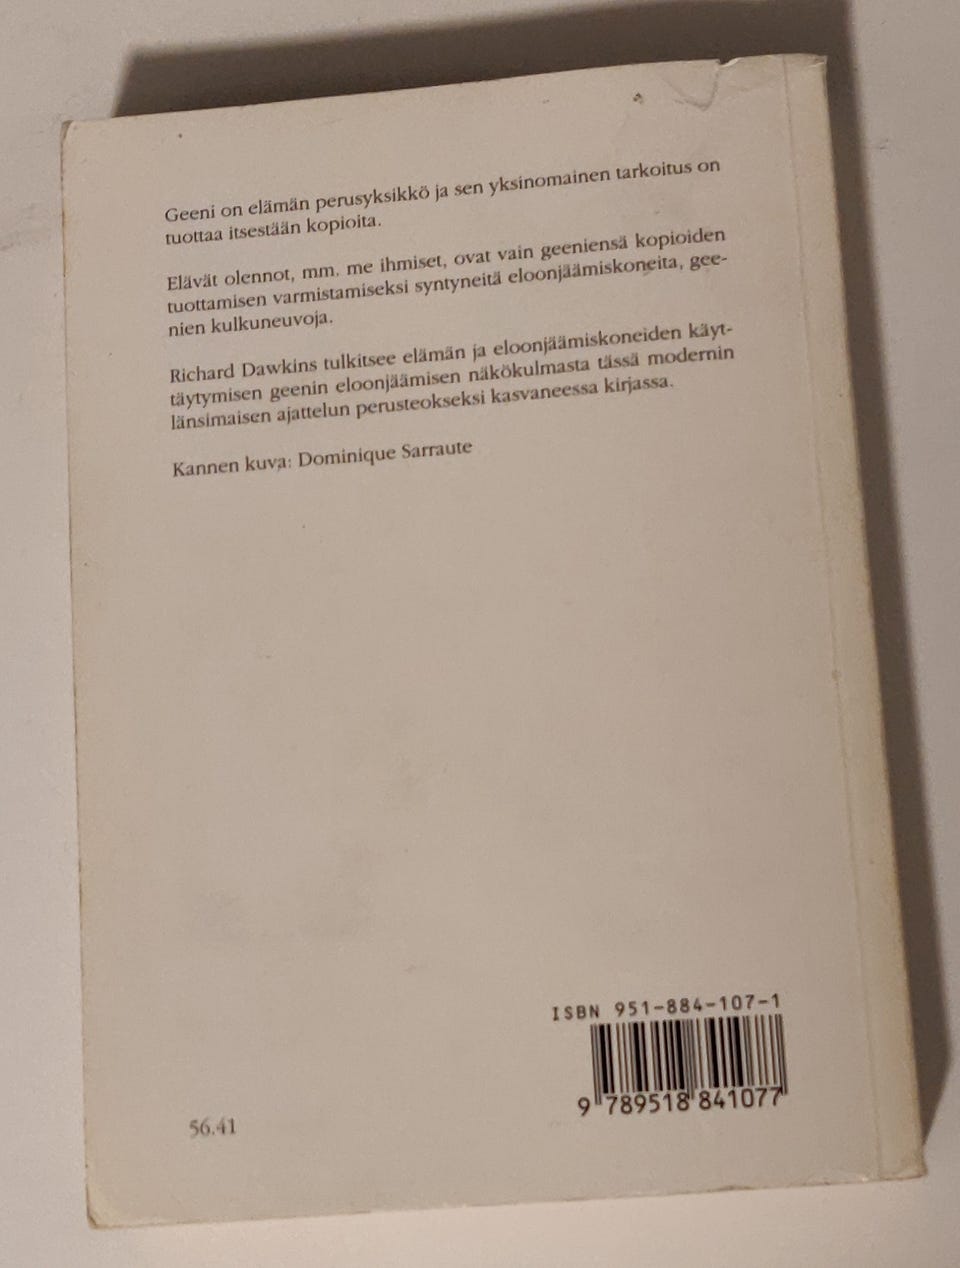 Geeni on elämän perusyksikkö ja sen yksinomainen tarkoitus on
tuottaa itsestään kopioita.
Elävät olennot, mm. me ihmiset, ovat vain geeniensä kopioiden
tuottamisen varmistamiseksi syntyneitä eloonjäämiskoneita, gee-
nien kulkuneuvoja.
Richard Dawkins tulkitsee elämän ja eloonjäämiskoneiden käyt-
täytymisen geenin eloonjäämisen näkökulmasta tässä modernin
länsimaisen ajattelun perusteokseksi kasvaneessa kirjassa.
Kannen kuva: Dominique Sarraute
ISBN 951-884-107-1
9 789518 841077
56.41